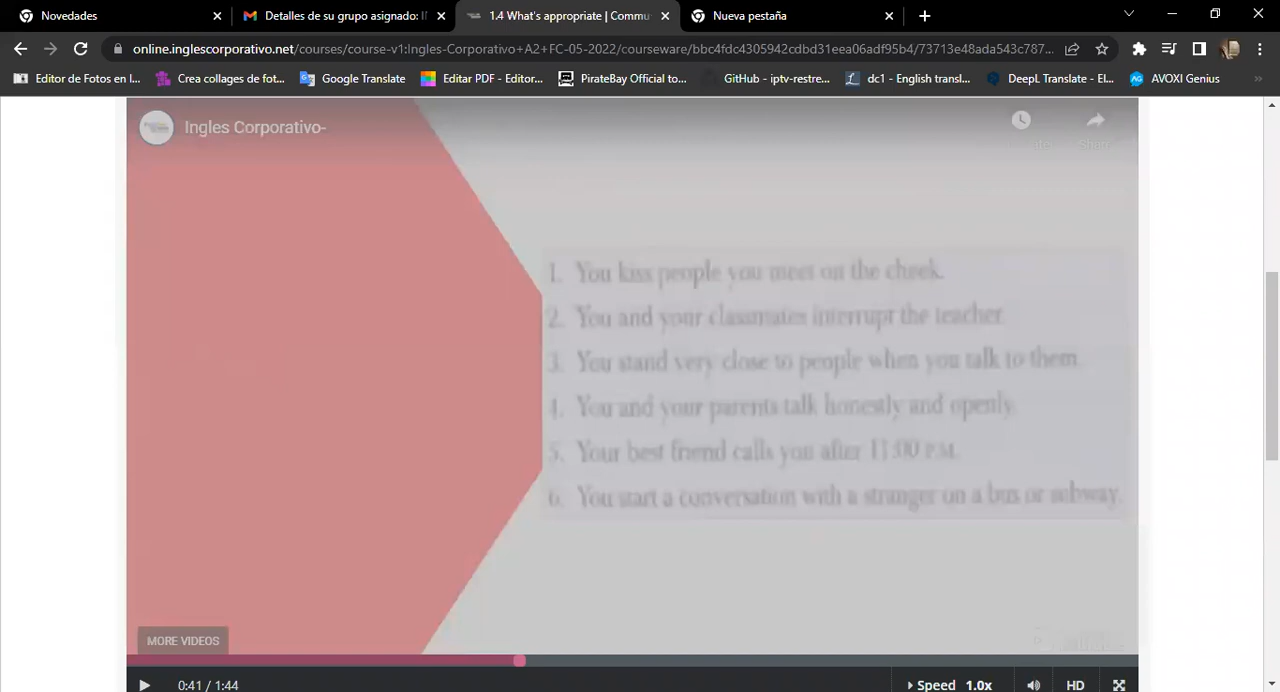 Novedades
Detalles de su grupo asignado: II
1.4 What's appropriate | Commu
Nueva pestaña
online.inglescorporativo.net/courses/course-v1:Ingles-Corporativo+A2+FC-05-2022/courseware/bbc4fdc4305942cdbd31eea06adf95b4/73713e48ada543c787...
Editor de Fotos en l...
Crea collages de fot...
Google Translate
Editar PDF - Editor...
PirateBay Official to...
GitHub - iptv-restre...
dc1 - English transl...
DeepL Translate - El...
AVOXI Genius
Ingles Corporativo-
Share
1. You kiss people you meet on the cheek.
2. You and your classmates interrupt the teacher.
3. You stand very close to people when you talk to them.
4. You and your parents talk honestly and openly.
5. Your best friend calls you after 11:00 P.M.
6. You start a conversation with a stranger on a bus or subway.
MORE VIDEOS
0:41 / 1:44
Speed 1.0x
HD